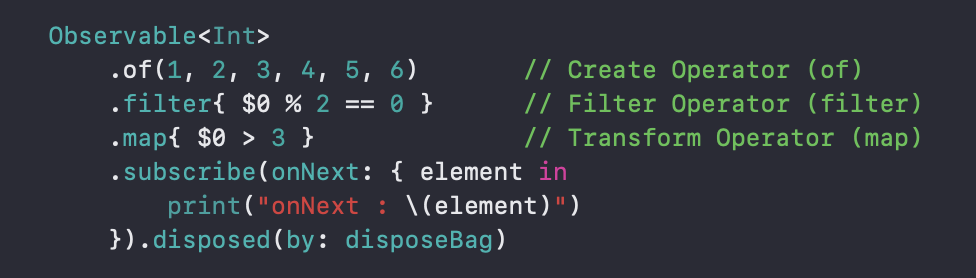 Observable<Int>
.of(1, 2, 3, 4, 5, 6) // Create Operator (of)
.filter{ $0 % 2 == 0 } // Filter Operator (filter)
.map{ $0 > 3 } // Transform Operator (map)
.subscribe(onNext: { element in
print("onNext : \(element)")
}).disposed(by: disposeBag)